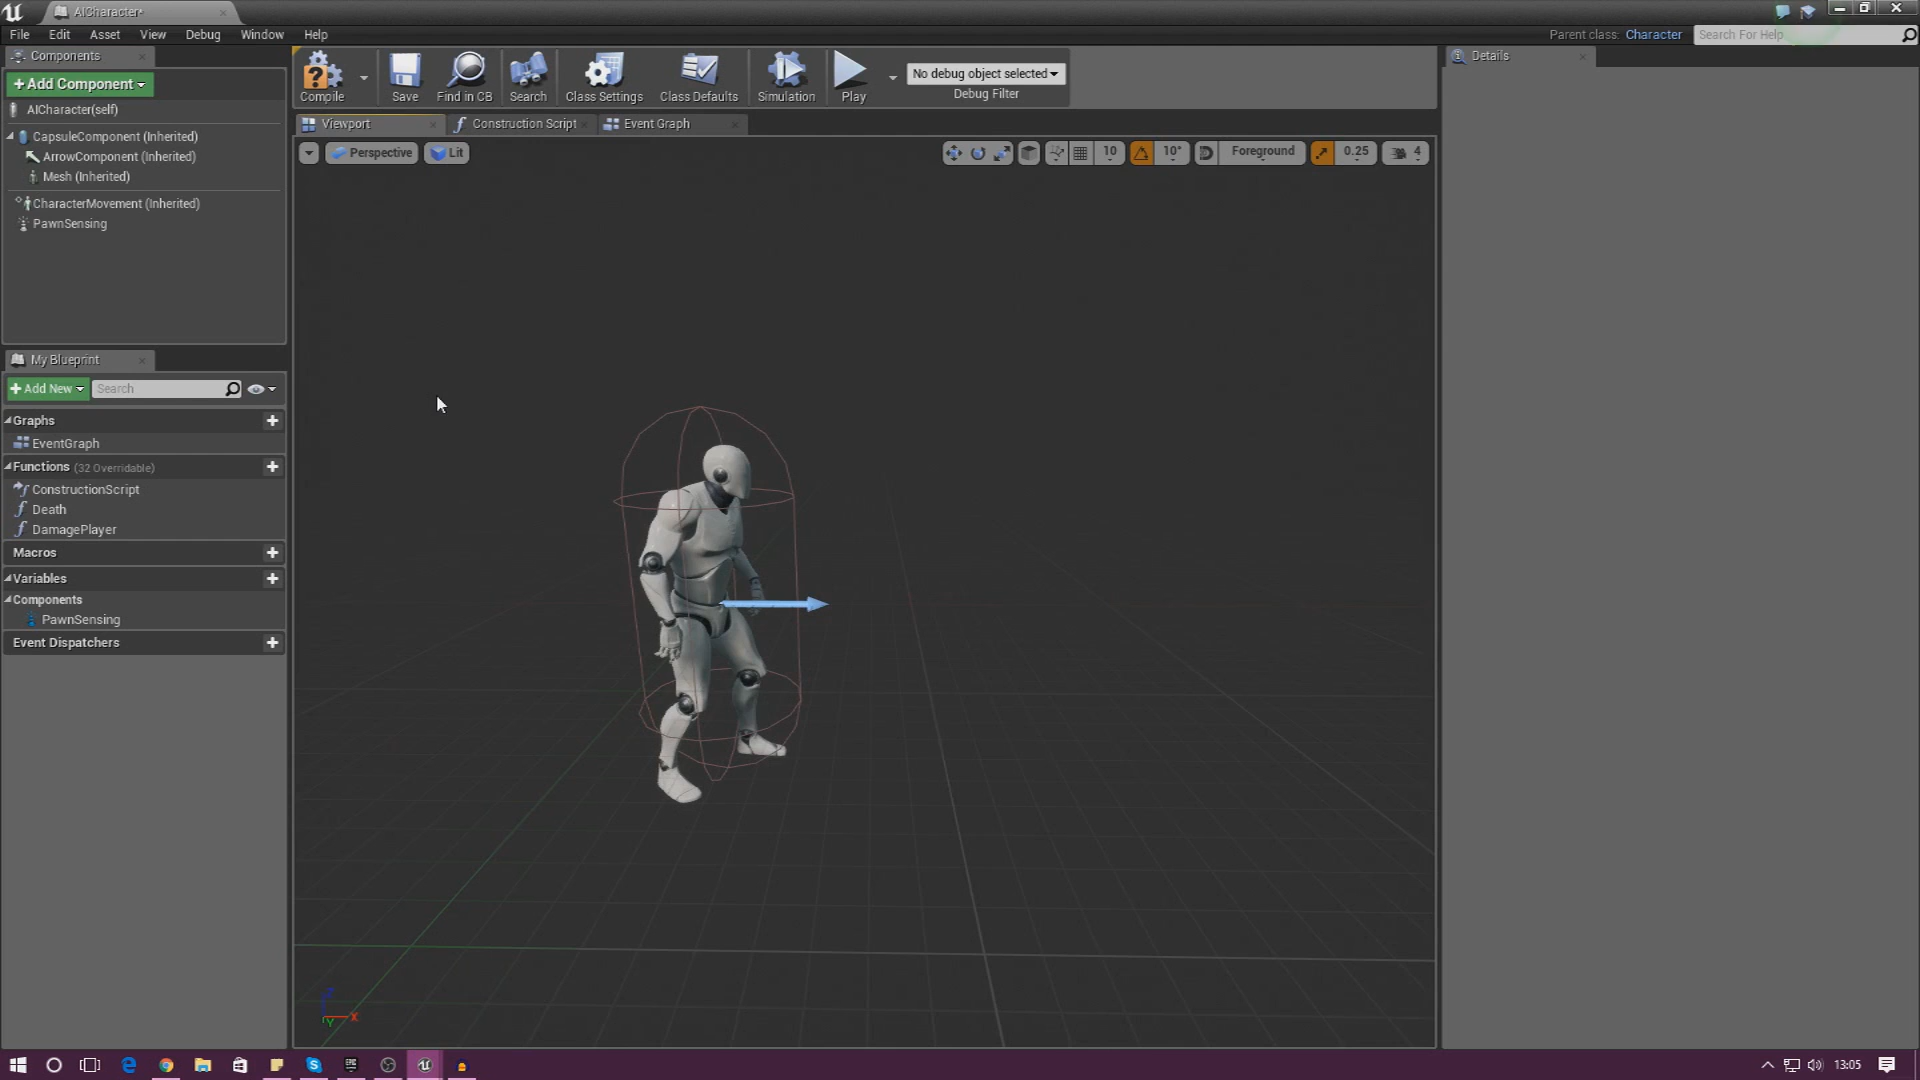 AICharacter*
File Edit Asset View Debug Window Help
Parent class: Character Search For Help
Components
Details
+Add Component
Compile Save Find in CB Search Class Settings Class Defaults Simulation Play
No debug object selected
Debug Filter
AICharacter(self)
CapsuleComponent (Inherited)
ArrowComponent (Inherited)
Mesh (Inherited)
CharacterMovement (Inherited)
PawnSensing
Viewport Construction Script Event Graph
Perspective Lit
10 10° Foreground 0.25 4
My Blueprint
+Add New Search
Graphs
EventGraph
Functions (32 Overridable)
ConstructionScript
Death
DamagePlayer
Macros
Variables
Components
PawnSensing
Event Dispatchers
Z
X
Y
13:05